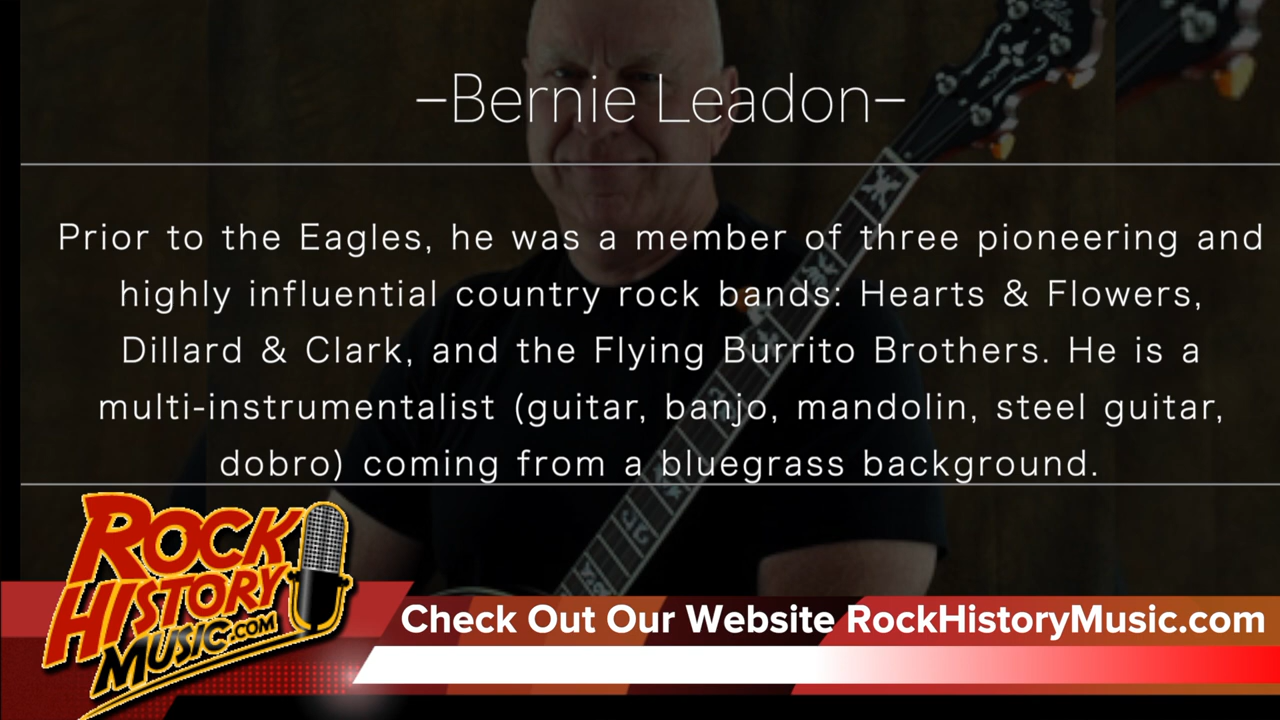 –Bernie Leadon–
Prior to the Eagles, he was a member of three pioneering and
highly influential country rock bands: Hearts & Flowers,
Dillard & Clark, and the Flying Burrito Brothers. He is a
multi-instrumentalist (guitar, banjo, mandolin, steel guitar,
dobro) coming from a bluegrass background.
ROCK
HISTORY
MUSIC.COM
Check Out Our Website RockHistoryMusic.com